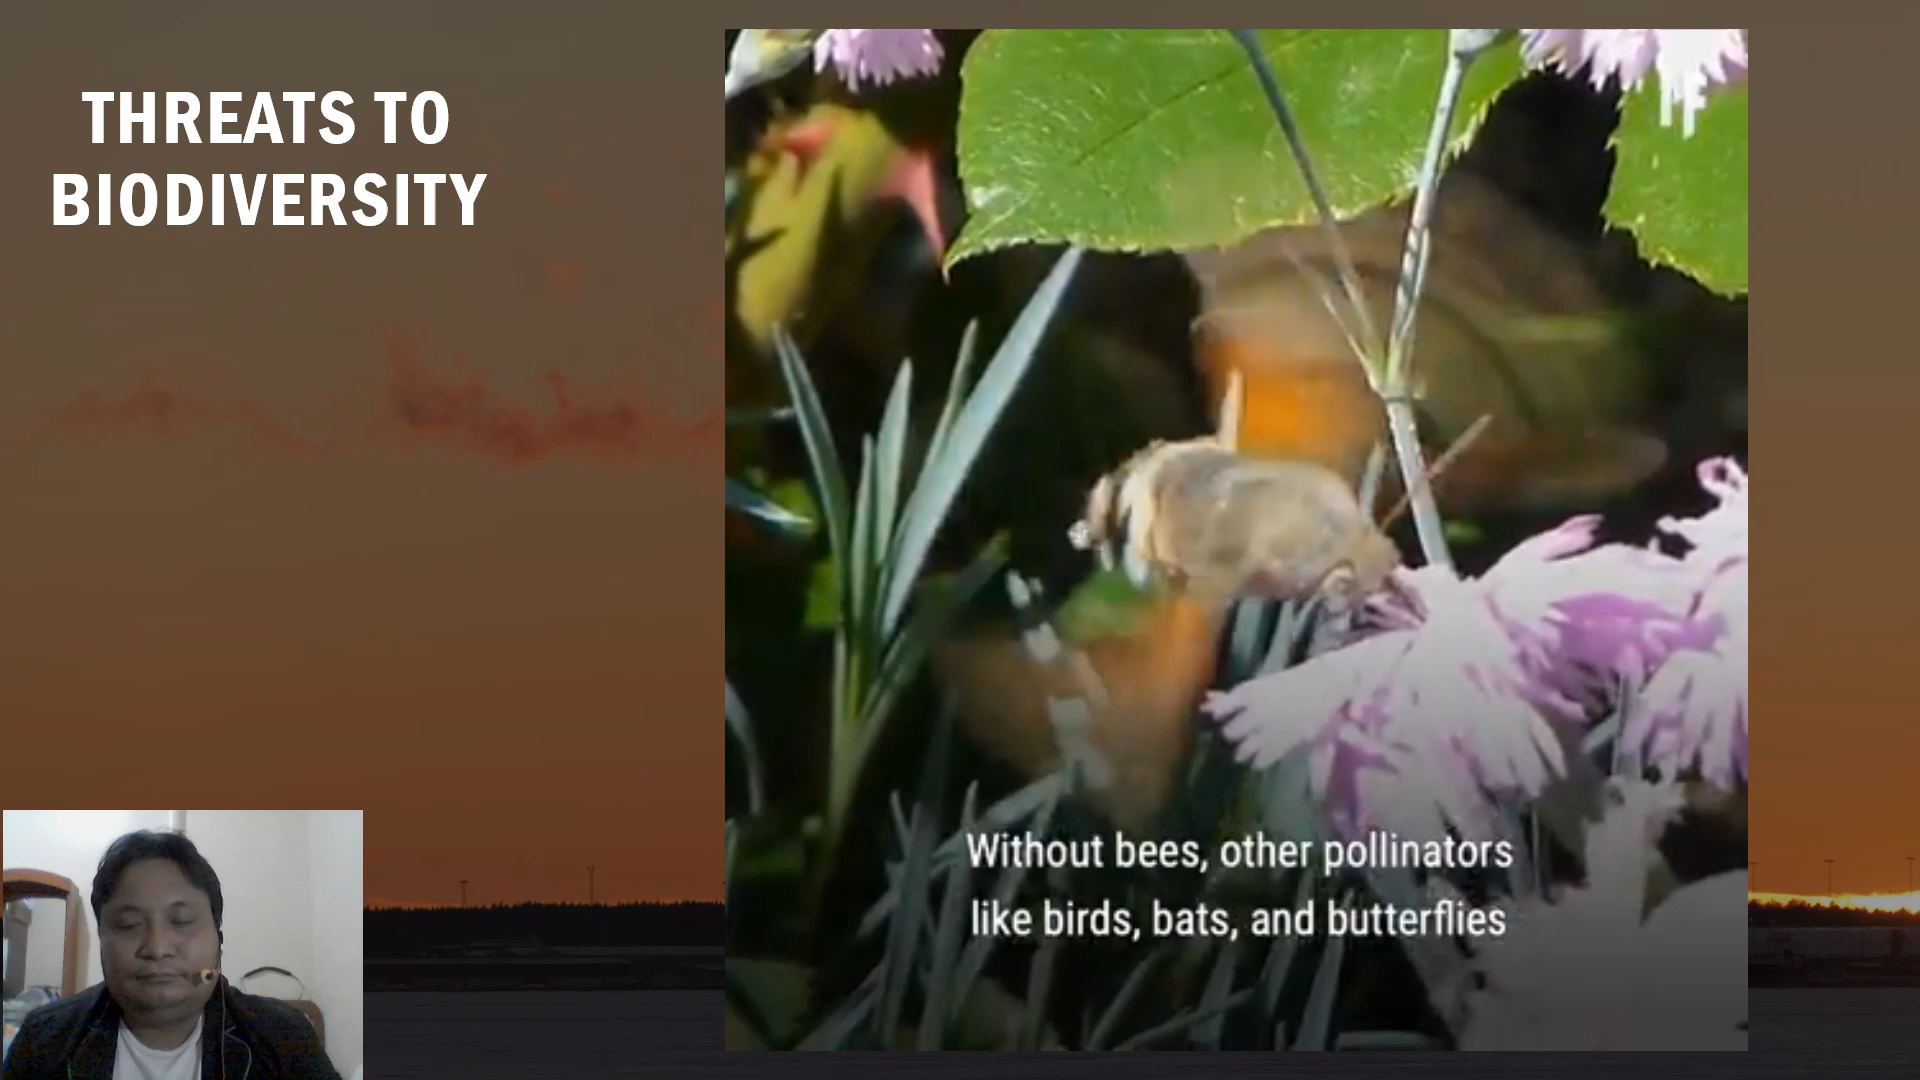 THREATS TO
BIODIVERSITY
Without bees, other pollinators
like birds, bats, and butterflies